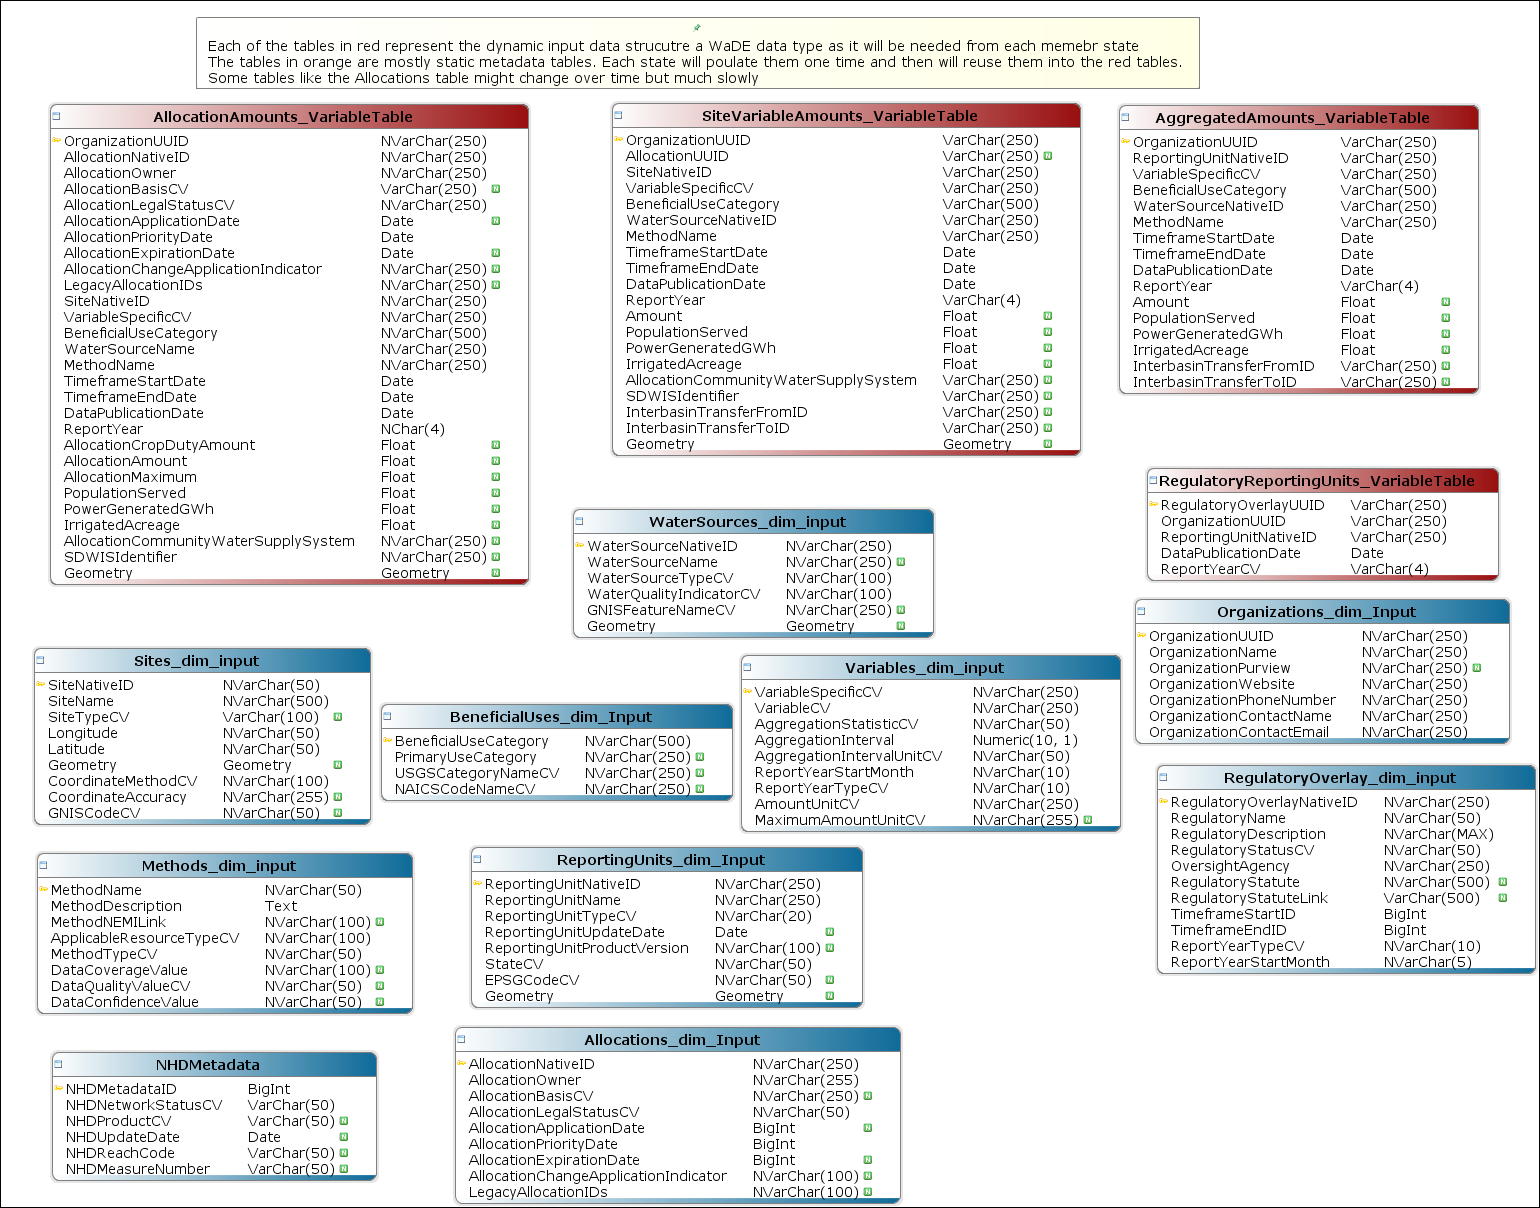 Each of the tables in red represent the dynamic input data strucutre a WaDE data type as it will be needed from each memebr state
The tables in orange are mostly static metadata tables. Each state will poulate them one time and then will reuse them into the red tables.
Some tables like the Allocations table might change over time but much slowly
AllocationAmounts_VariableTable
OrganizationUUID NVarChar(250)
AllocationNativeID NVarChar(250)
AllocationOwner NVarChar(250)
AllocationBasisCV VarChar(250) N
AllocationLegalStatusCV NVarChar(250)
AllocationApplicationDate Date N
AllocationPriorityDate Date
AllocationExpirationDate Date N
AllocationChangeApplicationIndicator NVarChar(250) N
LegacyAllocationIDs NVarChar(250) N
SiteNativeID NVarChar(250)
VariableSpecificCV NVarChar(250)
BeneficialUseCategory NVarChar(500)
WaterSourceName NVarChar(250)
MethodName NVarChar(250)
TimeframeStartDate Date
TimeframeEndDate Date
DataPublicationDate Date
ReportYear NChar(4)
AllocationCropDutyAmount Float N
AllocationAmount Float N
AllocationMaximum Float N
PopulationServed Float N
PowerGeneratedGWh Float N
IrrigatedAcreage Float N
AllocationCommunityWaterSupplySystem NVarChar(250) N
SDWISIdentifier NVarChar(250) N
Geometry Geometry N
SiteVariableAmounts_VariableTable
OrganizationUUID VarChar(250)
AllocationUUID VarChar(250) N
SiteNativeID VarChar(250)
VariableSpecificCV VarChar(250)
BeneficialUseCategory VarChar(500)
WaterSourceNativeID VarChar(250)
MethodName VarChar(250)
TimeframeStartDate Date
TimeframeEndDate Date
DataPublicationDate Date
ReportYear VarChar(4)
Amount Float N
PopulationServed Float N
PowerGeneratedGWh Float N
IrrigatedAcreage Float N
AllocationCommunityWaterSupplySystem VarChar(250) N
SDWISIdentifier VarChar(250) N
InterbasinTransferFromID VarChar(250) N
InterbasinTransferToID VarChar(250) N
Geometry Geometry N
AggregatedAmounts_VariableTable
OrganizationUUID VarChar(250)
ReportingUnitNativeID VarChar(250)
VariableSpecificCV VarChar(250)
BeneficialUseCategory VarChar(500)
WaterSourceNativeID VarChar(250)
MethodName VarChar(250)
TimeframeStartDate Date
TimeframeEndDate Date
DataPublicationDate Date
ReportYear VarChar(4)
Amount Float N
PopulationServed Float N
PowerGeneratedGWh Float N
IrrigatedAcreage Float N
InterbasinTransferFromID VarChar(250) N
InterbasinTransferToID VarChar(250) N
RegulatoryReportingUnits_VariableTable
RegulatoryOverlayUUID VarChar(250)
OrganizationUUID VarChar(250)
ReportingUnitNativeID VarChar(250)
DataPublicationDate Date
ReportYearCV VarChar(4)
WaterSources_dim_input
WaterSourceNativeID NVarChar(250)
WaterSourceName NVarChar(250) N
WaterSourceTypeCV NVarChar(100)
WaterQualityIndicatorCV NVarChar(100)
GNISFeatureNameCV NVarChar(250) N
Geometry Geometry N
Organizations_dim_Input
OrganizationUUID NVarChar(250)
OrganizationName NVarChar(250)
OrganizationPurview NVarChar(250) N
OrganizationWebsite NVarChar(250)
OrganizationPhoneNumber NVarChar(250)
OrganizationContactName NVarChar(250)
OrganizationContactEmail NVarChar(250)
Sites_dim_input
SiteNativeID NVarChar(50)
SiteName NVarChar(500)
SiteTypeCV VarChar(100) N
Longitude NVarChar(50)
Latitude NVarChar(50)
Geometry Geometry N
CoordinateMethodCV NVarChar(100)
CoordinateAccuracy NVarChar(255) N
GNISCodeCV NVarChar(50) N
BeneficialUses_dim_Input
BeneficialUseCategory NVarChar(500)
PrimaryUseCategory NVarChar(250) N
USGSCategoryNameCV NVarChar(250) N
NAICSCodeNameCV NVarChar(250) N
Variables_dim_input
VariableSpecificCV NVarChar(250)
VariableCV NVarChar(250)
AggregationStatisticCV NVarChar(50)
AggregationInterval Numeric(10, 1)
AggregationIntervalUnitCV NVarChar(50)
ReportYearStartMonth NVarChar(10)
ReportYearTypeCV NVarChar(10)
AmountUnitCV NVarChar(250)
MaximumAmountUnitCV NVarChar(255) N
RegulatoryOverlay_dim_input
RegulatoryOverlayNativeID NVarChar(250)
RegulatoryName NVarChar(50)
RegulatoryDescription NVarChar(MAX)
RegulatoryStatusCV NVarChar(50)
OversightAgency NVarChar(250)
RegulatoryStatute NVarChar(500) N
RegulatoryStatuteLink VarChar(500) N
TimeframeStartID BigInt
TimeframeEndID BigInt
ReportYearTypeCV NVarChar(10)
ReportYearStartMonth NVarChar(5)
Methods_dim_input
MethodName NVarChar(50)
MethodDescription Text
MethodNEMILink NVarChar(100) N
ApplicableResourceTypeCV NVarChar(100)
MethodTypeCV NVarChar(50)
DataCoverageValue NVarChar(100) N
DataQualityValueCV NVarChar(50) N
DataConfidenceValue NVarChar(50) N
ReportingUnits_dim_Input
ReportingUnitNativeID NVarChar(250)
ReportingUnitName NVarChar(250)
ReportingUnitTypeCV NVarChar(20)
ReportingUnitUpdateDate Date N
ReportingUnitProductVersion NVarChar(100) N
StateCV NVarChar(50)
EPSGCodeCV NVarChar(50) N
Geometry Geometry N
NHDMetadata
NHDMetadataID BigInt
NHDNetworkStatusCV VarChar(50)
NHDProductCV VarChar(50) N
NHDUpdateDate Date N
NHDReachCode VarChar(50) N
NHDMeasureNumber VarChar(50) N
Allocations_dim_Input
AllocationNativeID NVarChar(250)
AllocationOwner NVarChar(255)
AllocationBasisCV NVarChar(250) N
AllocationLegalStatusCV NVarChar(50)
AllocationApplicationDate BigInt N
AllocationPriorityDate BigInt
AllocationExpirationDate BigInt N
AllocationChangeApplicationIndicator NVarChar(100) N
LegacyAllocationIDs NVarChar(100) N